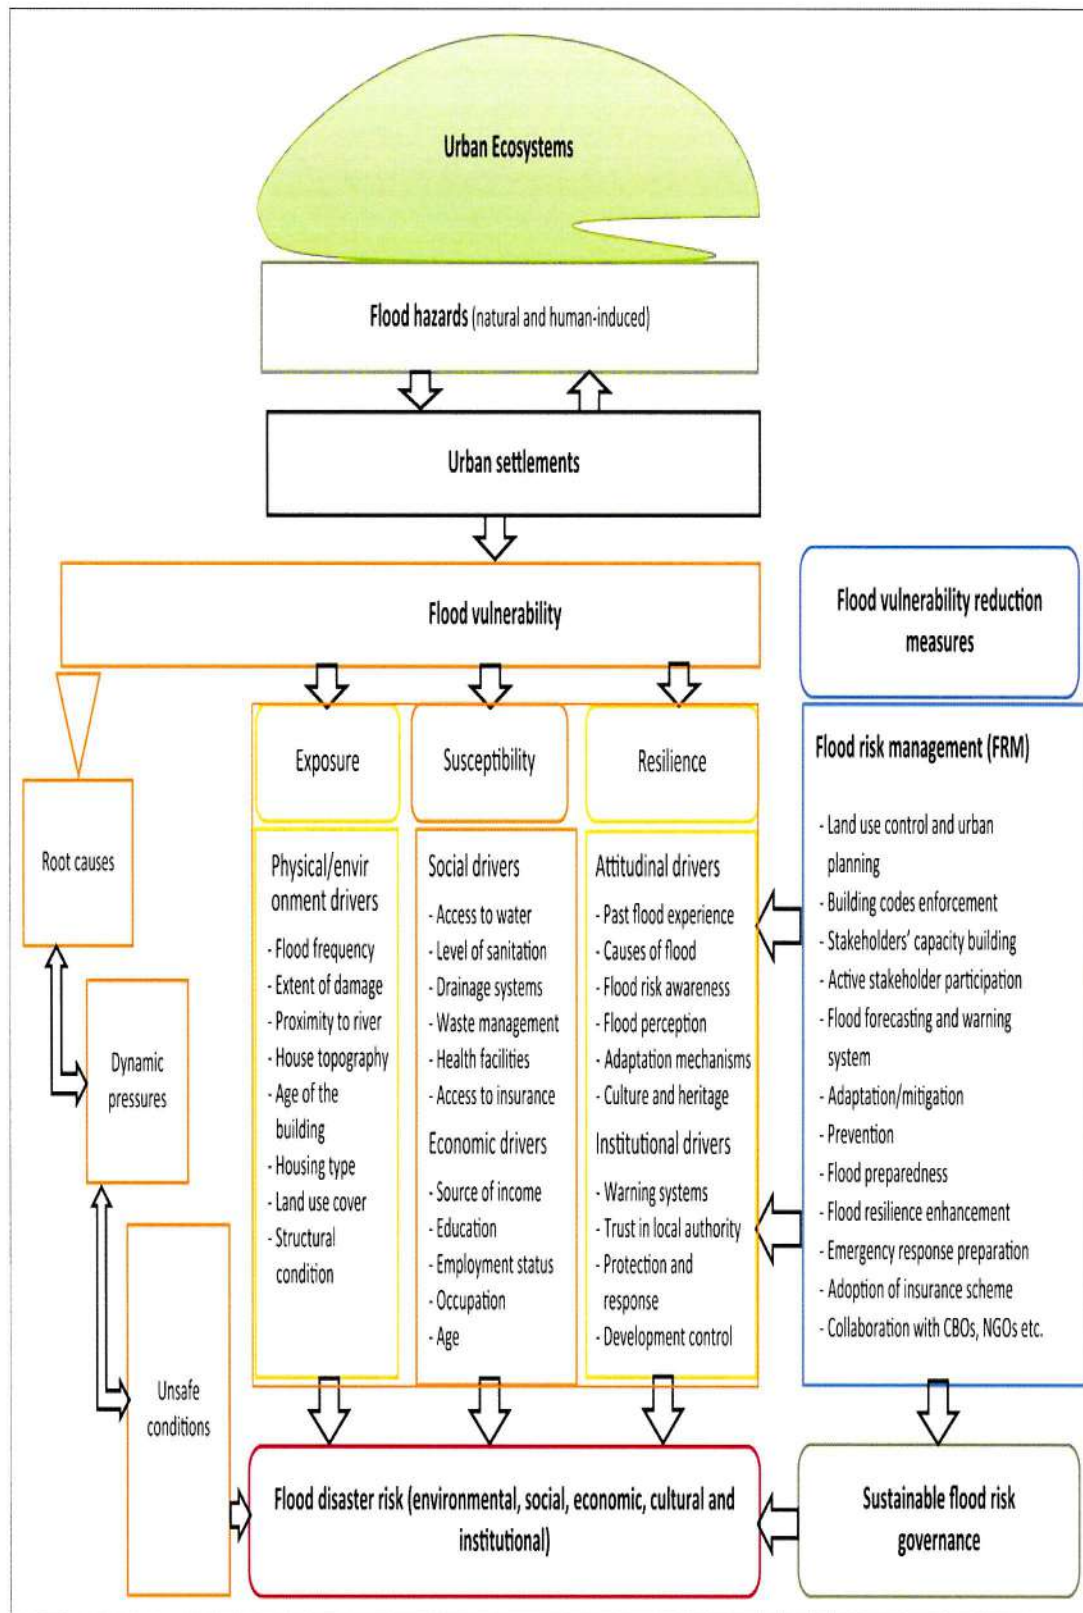 Urban Ecosystems
Flood hazards (natural and human-induced)
Urban settlements
Flood vulnerability
Flood vulnerability reduction
measures
Root causes
Dynamic
pressures
Unsafe
conditions
Exposure
Physical/envir
onment drivers
- Flood frequency
- Extent of damage
- Proximity to river
- House topography
- Age of the
building
- Housing type
- Land use cover
- Structural
condition
Susceptibility
Social drivers
- Access to water
- Level of sanitation
- Drainage systems
- Waste management
- Health facilities
- Access to insurance
Economic drivers
- Source of income
- Education
- Employment status
- Occupation
- Age
Resilience
Attitudinal drivers
- Past flood experience
- Causes of flood
- Flood risk awareness
- Flood perception
- Adaptation mechanisms
- Culture and heritage
Institutional drivers
- Warning systems
- Trust in local authority
- Protection and
response
- Development control
Flood risk management (FRM)
- Land use control and urban
planning
- Building codes enforcement
- Stakeholders' capacity building
- Active stakeholder participation
- Flood forecasting and warning
system
- Adaptation/mitigation
- Prevention
- Flood preparedness
- Flood resilience enhancement
- Emergency response preparation
- Adoption of insurance scheme
- Collaboration with CBOs, NGOs etc.
Flood disaster risk (environmental, social, economic, cultural and
institutional)
Sustainable flood risk
governance